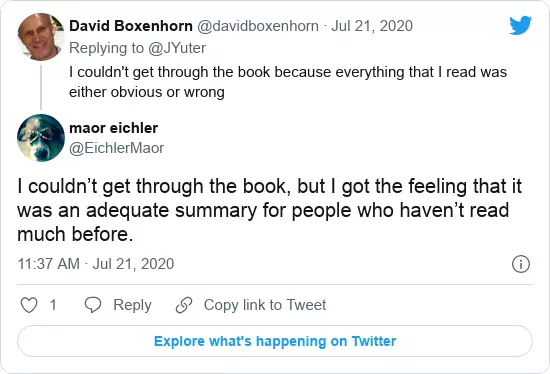 David Boxenhorn @davidboxenhorn · Jul 21, 2020
Replying to @JYuter
I couldn't get through the book because everything that I read was
either obvious or wrong
maor eichler
@EichlerMaor
I couldn’t get through the book, but I got the feeling that it
was an adequate summary for people who haven’t read
much before.
11:37 AM · Jul 21, 2020
1 Reply Copy link to Tweet
Explore what's happening on Twitter